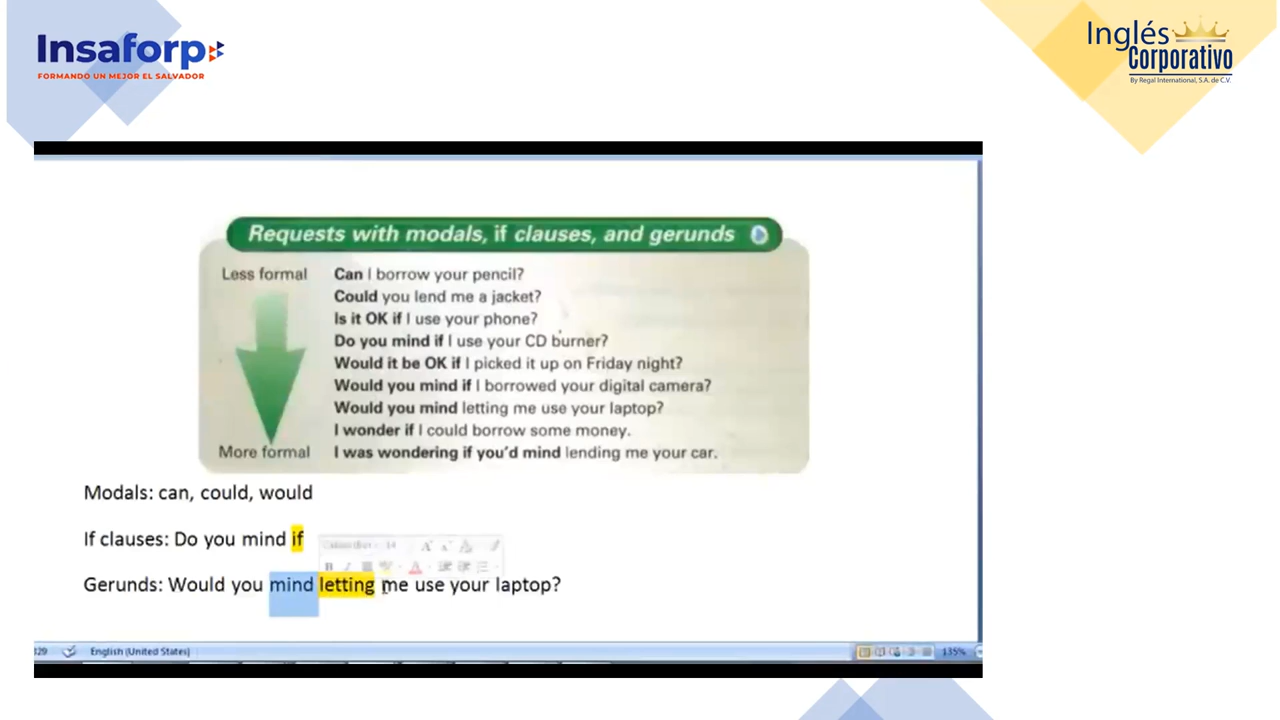 Insaforp
FORMANDO UN MEJOR EL SALVADOR
Inglés
Corporativo
By Regal International, S.A. de C.V.
Requests with modals, if clauses, and gerunds
Less formal
Can I borrow your pencil?
Could you lend me a jacket?
Is it OK if I use your phone?
Do you mind if I use your CD burner?
Would it be OK if I picked it up on Friday night?
Would you mind if I borrowed your digital camera?
Would you mind letting me use your laptop?
I wonder if I could borrow some money.
More formal I was wondering if you'd mind lending me your car.
Modals: can, could, would
If clauses: Do you mind if
Gerunds: Would you mind letting me use your laptop?
329 English (United States) 135%